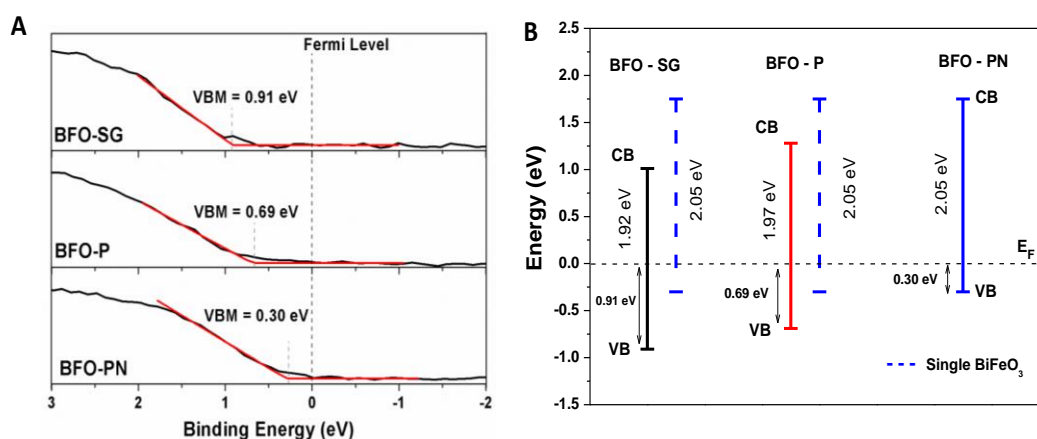 A
Fermi Level
VBM = 0.91 eV
BFO-SG
VBM = 0.69 eV
BFO-P
VBM = 0.30 eV
BFO-PN
3 2 1 0 -1 -2
Binding Energy (eV)
B
2.5
2.0
1.5
1.0
0.5
0.0
-0.5
-1.0
-1.5
Energy (eV)
BFO - SG
BFO - P
BFO - PN
CB
CB
CB
1.92 eV
2.05 eV
1.97 eV
2.05 eV
2.05 eV
E_F
0.91 eV
0.69 eV
0.30 eV
VB
VB
VB
Single BiFeO₃